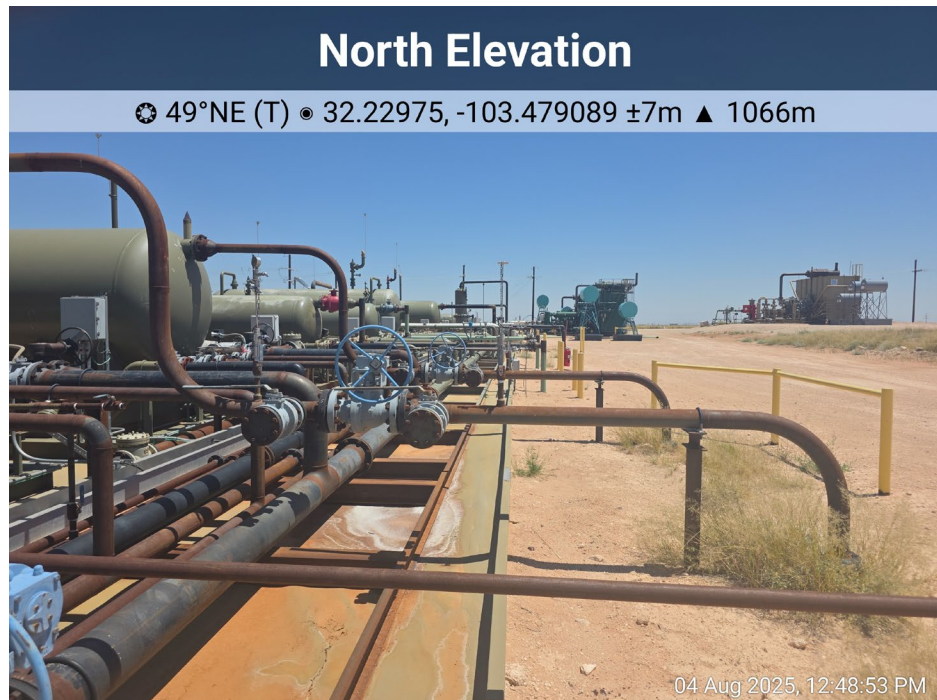 North Elevation
49°NE (T) ◉ 32.22975, -103.479089 ±7m ▲ 1066m
04 Aug 2025, 12:48:53 PM